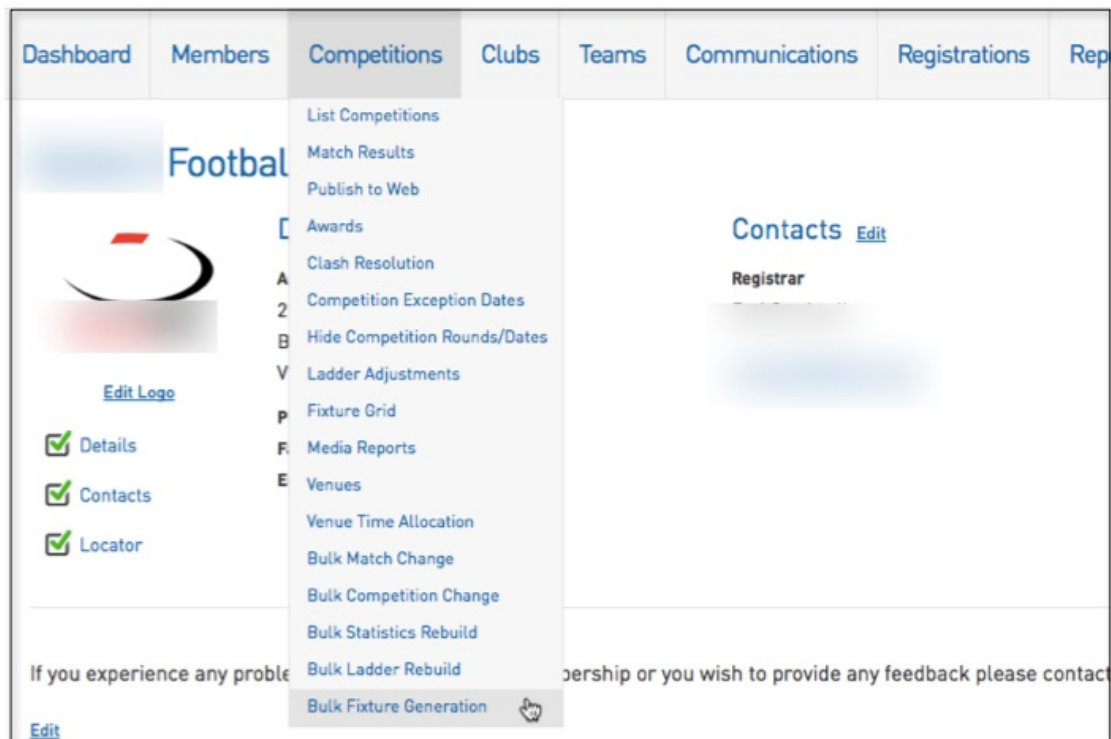 Dashboard Members Competitions Clubs Teams Communications Registrations Rep
List Competitions
Match Results
Publish to Web
Awards
Clash Resolution
Competition Exception Dates
Hide Competition Rounds/Dates
Ladder Adjustments
Fixture Grid
Media Reports
Venues
Venue Time Allocation
Bulk Match Change
Bulk Competition Change
Bulk Statistics Rebuild
Bulk Ladder Rebuild
Bulk Fixture Generation
Footbal
Edit Logo
Details
Contacts
Locator
D
A
2
B
V
P
Fa
E
Contacts Edit
Registrar
If you experience any proble bership or you wish to provide any feedback please contact
Edit